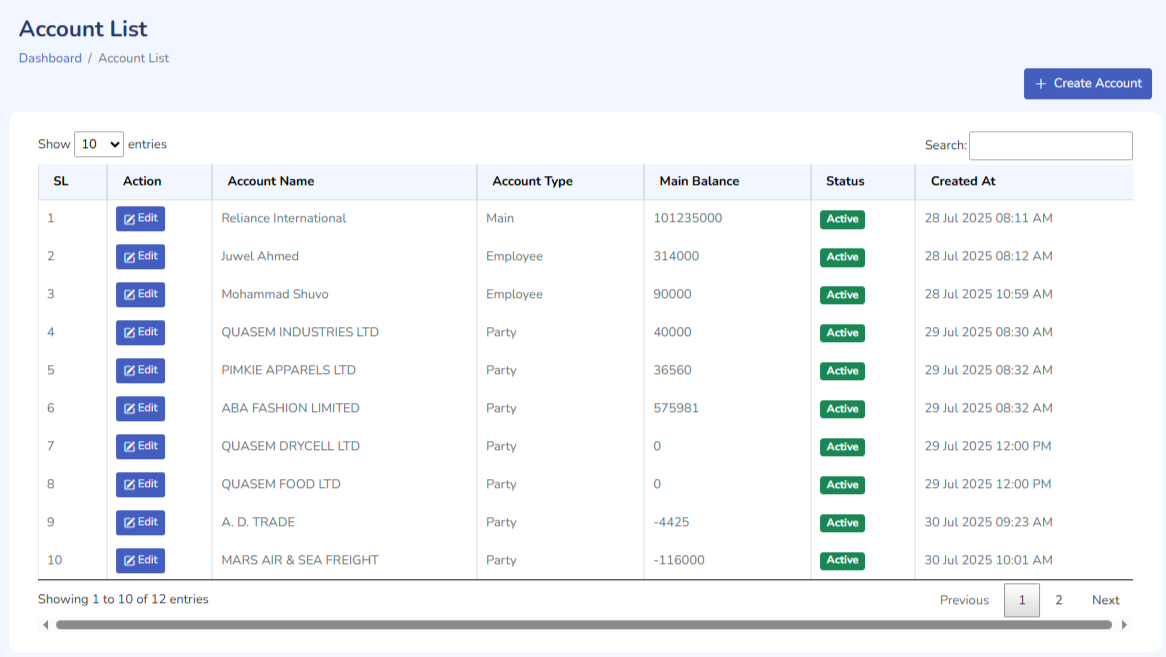 Account List
Dashboard / Account List
+ Create Account
Show 10 entries Search:
SL Action Account Name Account Type Main Balance Status Created At
1 Edit Reliance International Main 101235000 Active 28 Jul 2025 08:11 AM
2 Edit Juwel Ahmed Employee 314000 Active 28 Jul 2025 08:12 AM
3 Edit Mohammad Shuvo Employee 90000 Active 28 Jul 2025 10:59 AM
4 Edit QUASEM INDUSTRIES LTD Party 40000 Active 29 Jul 2025 08:30 AM
5 Edit PIMKIE APPARELS LTD Party 36560 Active 29 Jul 2025 08:32 AM
6 Edit ABA FASHION LIMITED Party 575981 Active 29 Jul 2025 08:32 AM
7 Edit QUASEM DRYCELL LTD Party 0 Active 29 Jul 2025 12:00 PM
8 Edit QUASEM FOOD LTD Party 0 Active 29 Jul 2025 12:00 PM
9 Edit A. D. TRADE Party -4425 Active 30 Jul 2025 09:23 AM
10 Edit MARS AIR & SEA FREIGHT Party -116000 Active 30 Jul 2025 10:01 AM
Showing 1 to 10 of 12 entries Previous 1 2 Next